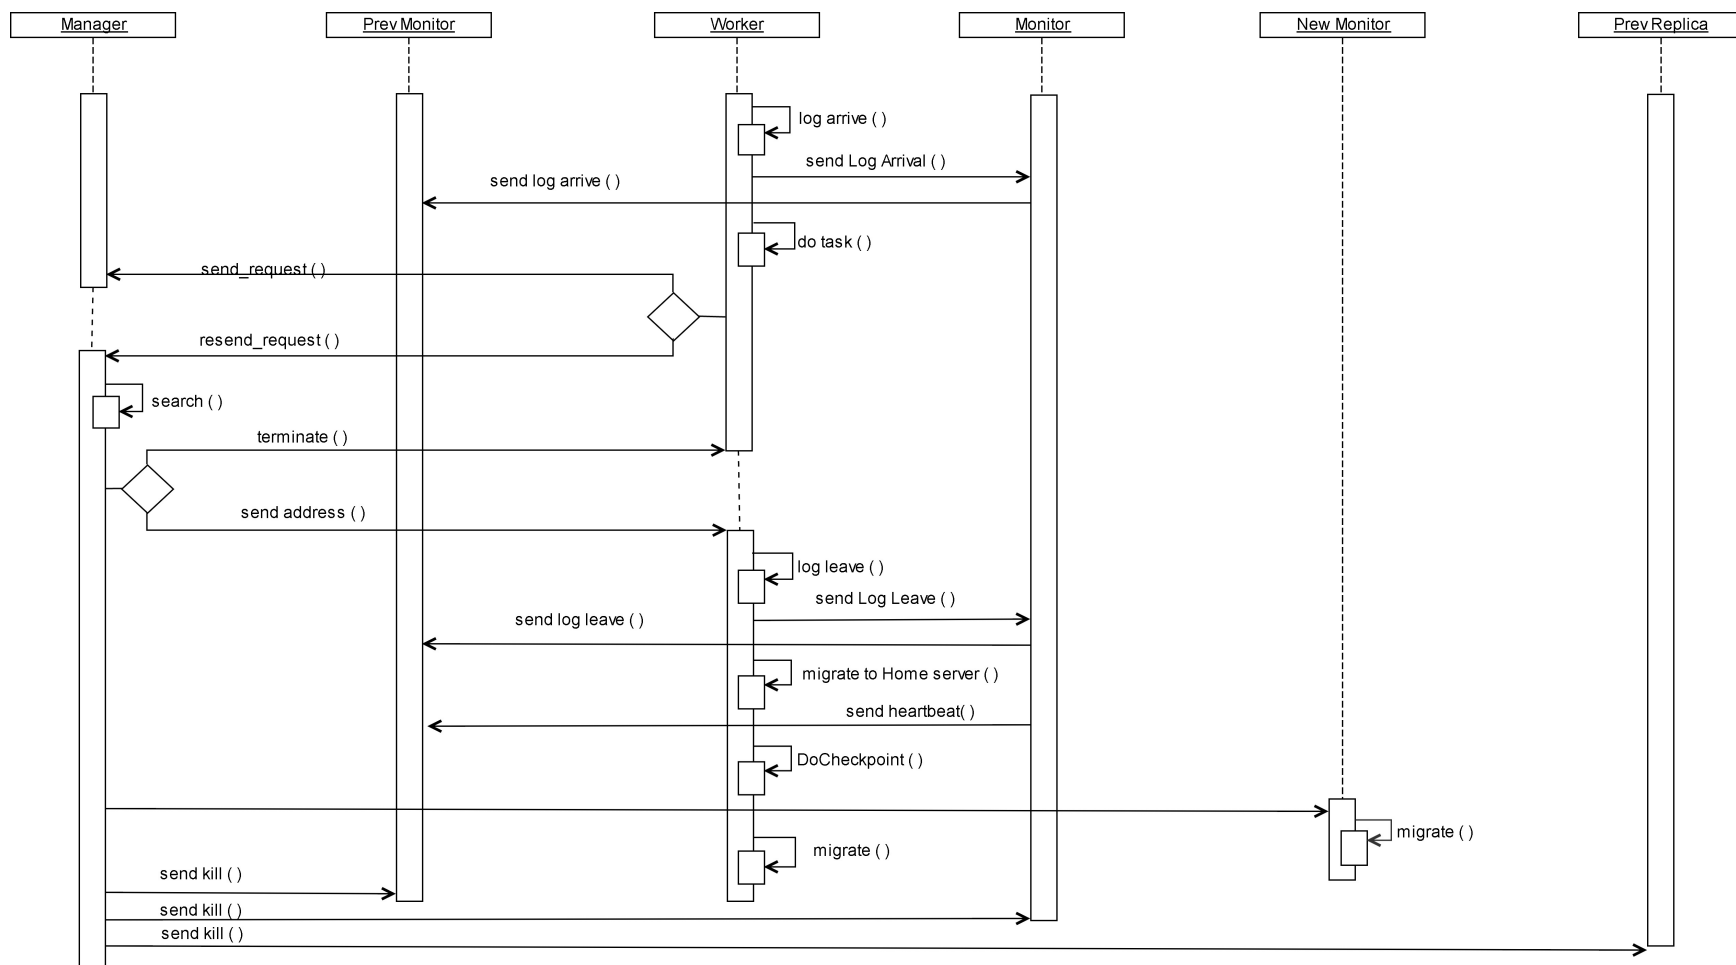 Manager
Prev Monitor
Worker
Monitor
New Monitor
Prev Replica
log arrive ( )
send Log Arrival ( )
send log arrive ( )
do task ( )
send_request ( )
resend_request ( )
search ( )
terminate ( )
send address ( )
log leave ( )
send Log Leave ( )
send log leave ( )
migrate to Home server ( )
send heartbeat( )
DoCheckpoint ( )
migrate ( )
migrate ( )
send kill ( )
send kill ( )
send kill ( )